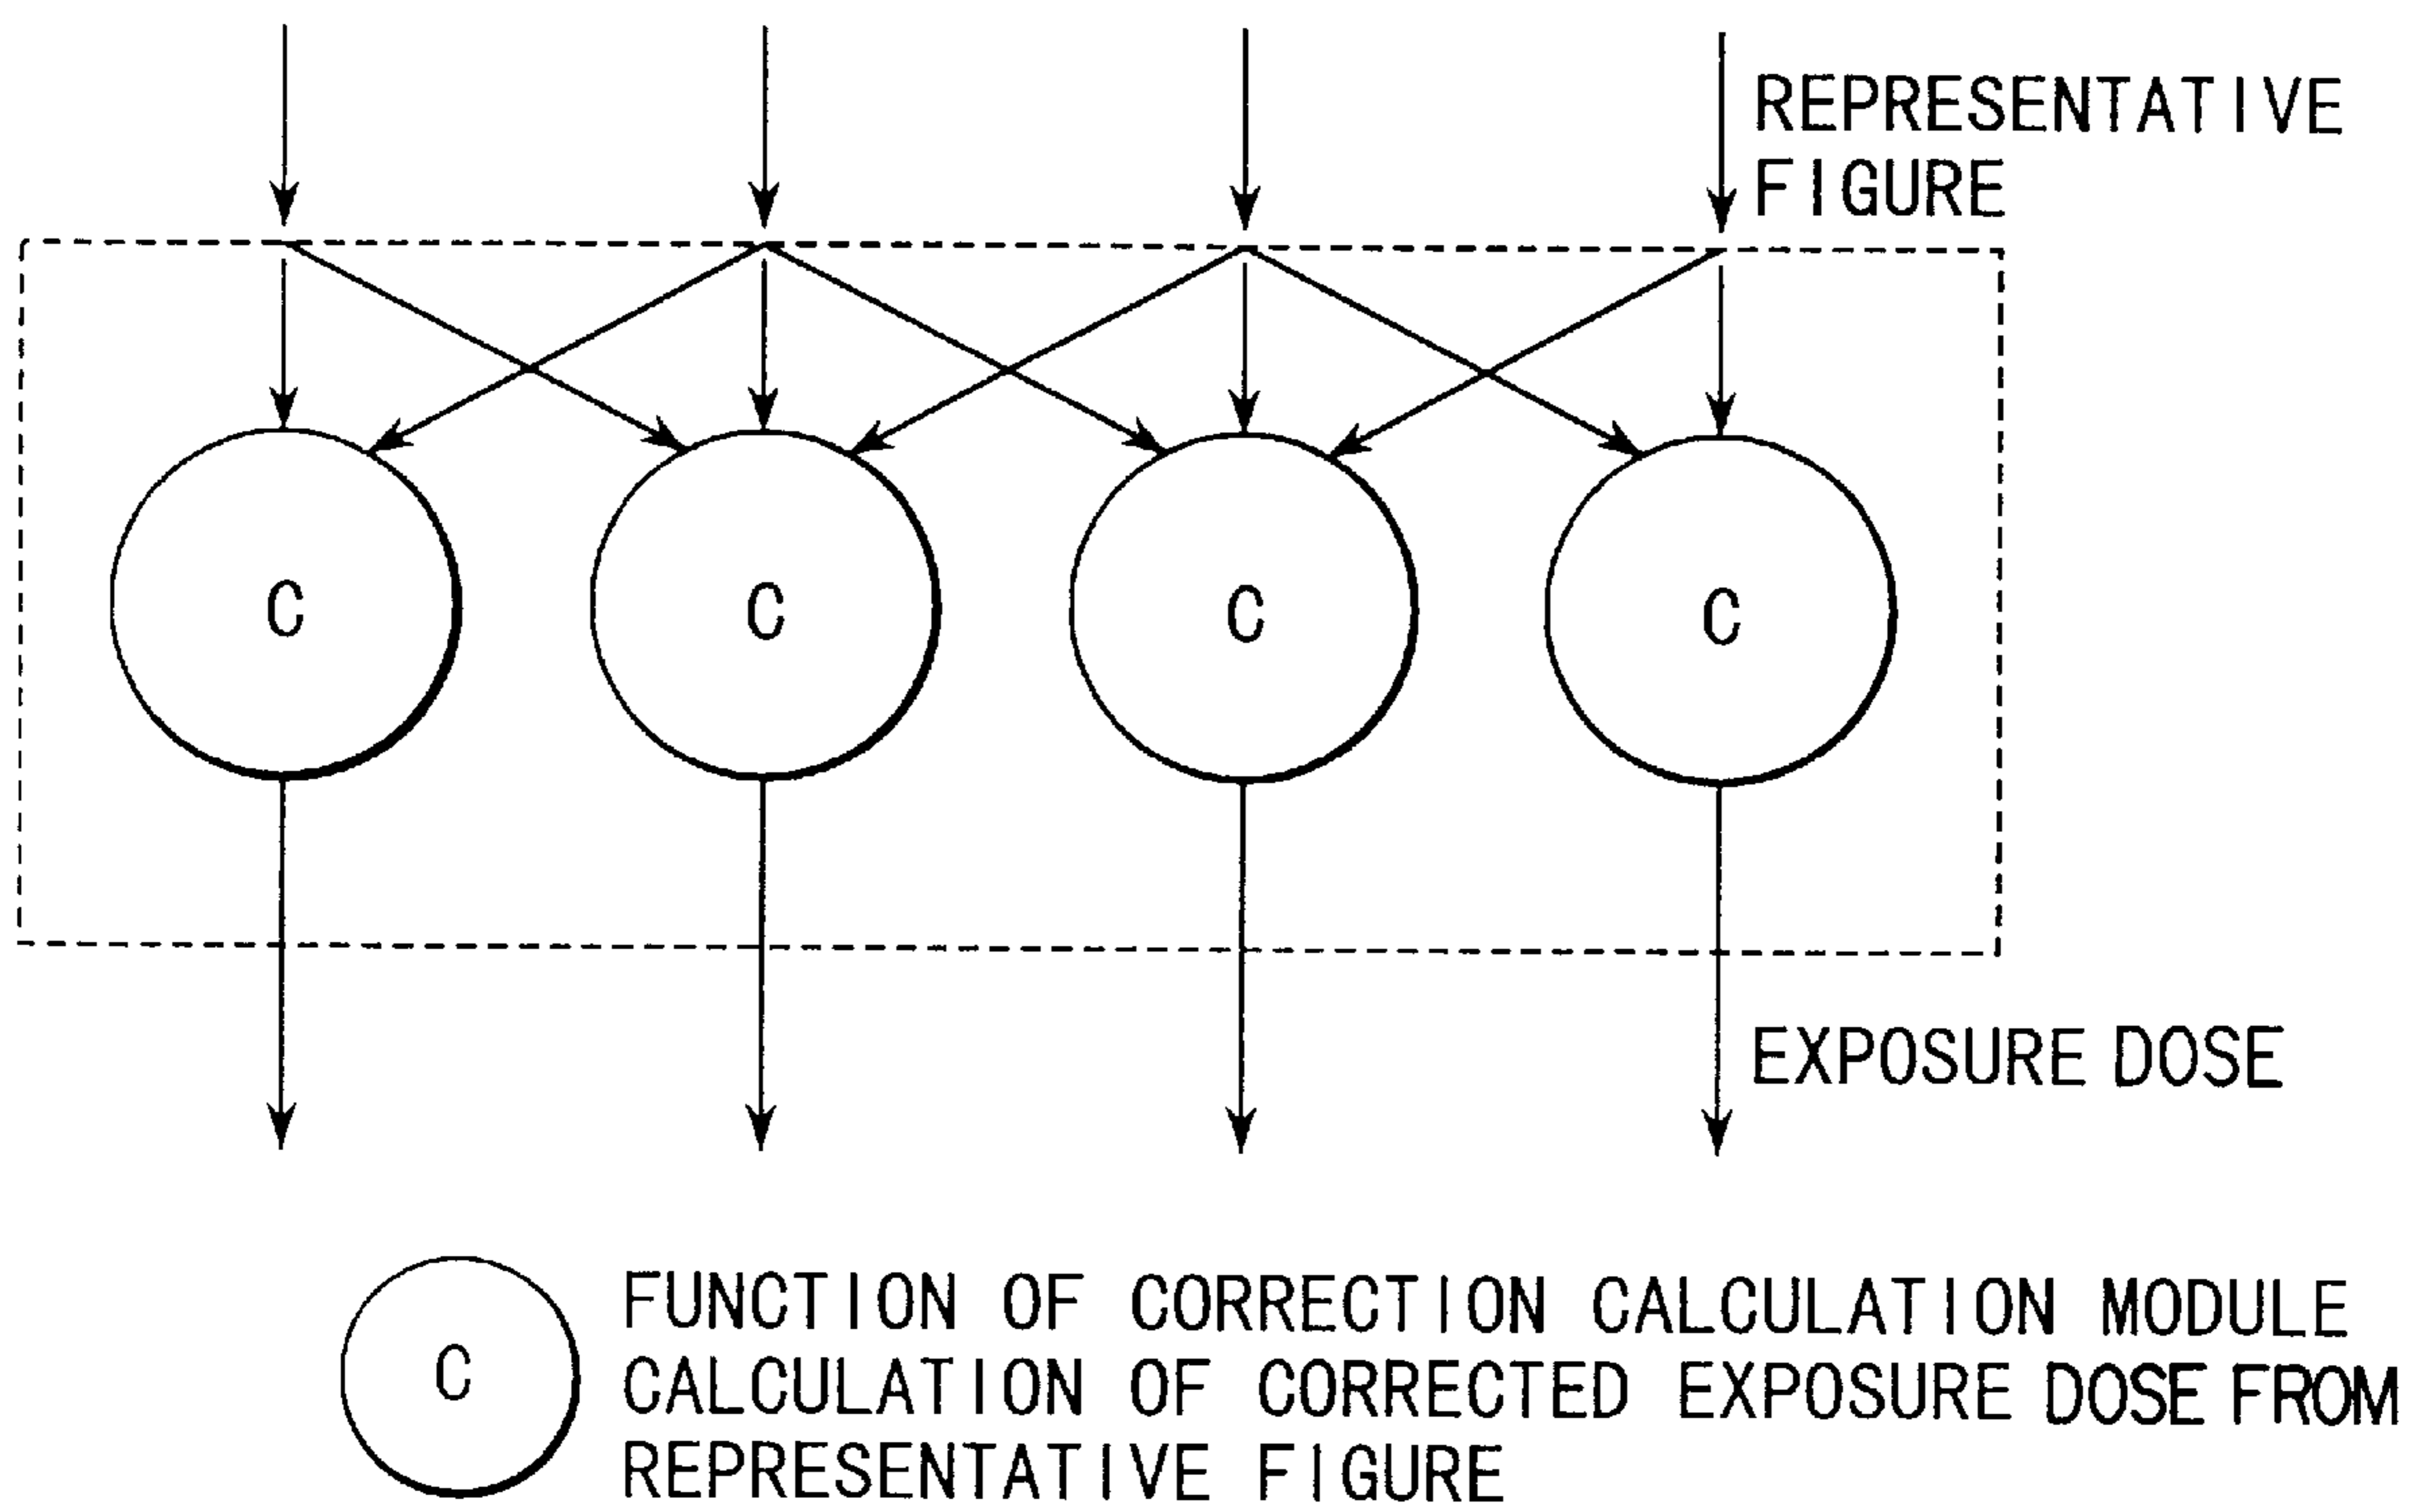 REPRESENTATIVE
FIGURE
C C C C
EXPOSURE DOSE
C
FUNCTION OF CORRECTION CALCULATION MODULE
CALCULATION OF CORRECTED EXPOSURE DOSE FROM
REPRESENTATIVE FIGURE